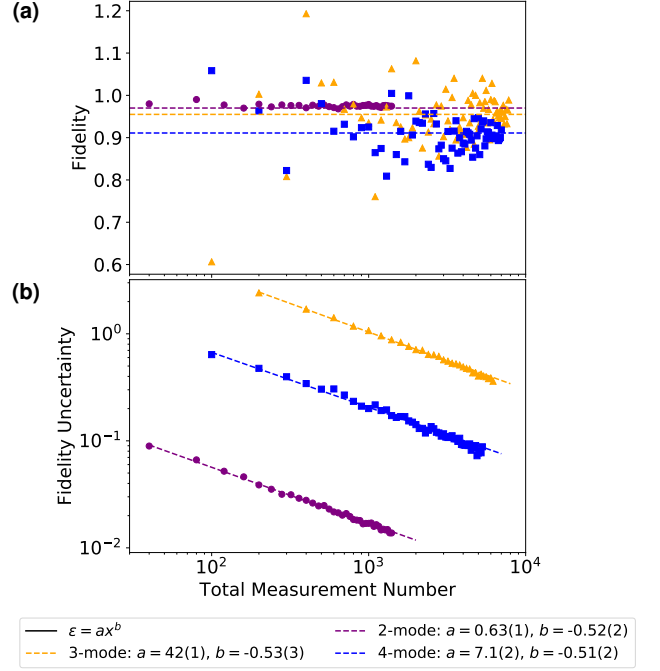 (a)
1.2
1.1
1.0
0.9
0.8
0.7
0.6
Fidelity
(b)
10^0
10^−1
10^−2
Fidelity Uncertainty
10^2 10^3 10^4
Total Measurement Number
ε = ax^b
3-mode: a = 42(1), b = -0.53(3)
2-mode: a = 0.63(1), b = -0.52(2)
4-mode: a = 7.1(2), b = -0.51(2)